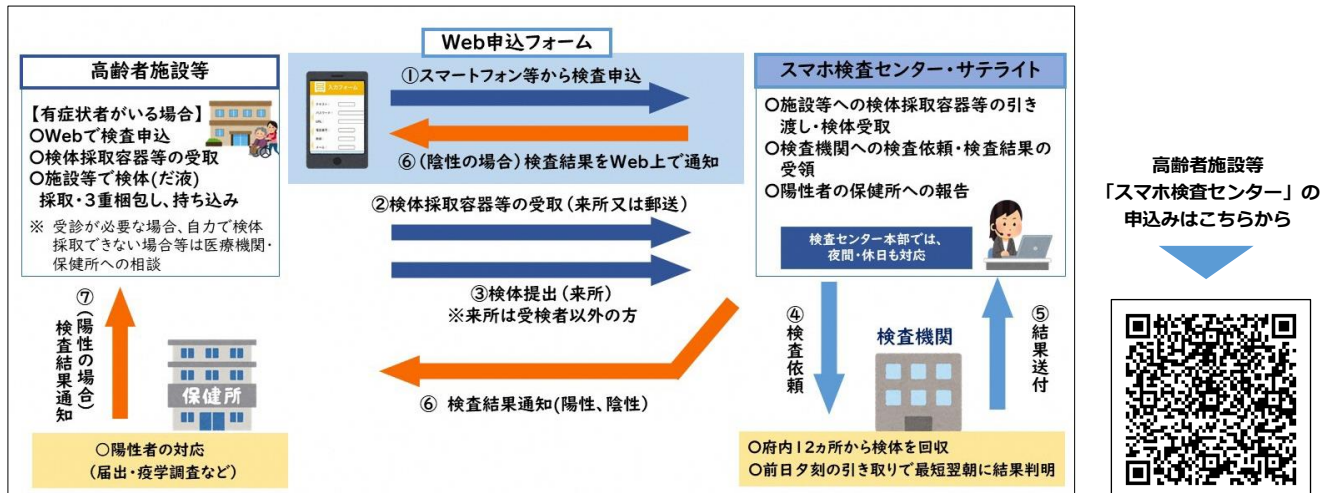 Web申込フォーム
高齢者施設等
【有症状者がいる場合】
○Webで検査申込
○検体採取容器等の受取
○施設等で検体(だ液)
採取・3重梱包し、持ち込み
※ 受診が必要な場合、自力で検体
採取できない場合等は医療機関・
保健所への相談
①スマートフォン等から検査申込
⑥(陰性の場合)検査結果をWeb上で通知
②検体採取容器等の受取(来所又は郵送)
③検体提出(来所)
※来所は受検者以外の方
⑥ 検査結果通知(陽性、陰性)
スマホ検査センター・サテライト
○施設等への検体採取容器等の引き
渡し・検体受取
○検査機関への検査依頼・検査結果の
受領
○陽性者の保健所への報告
検査センター本部では、
夜間・休日も対応
④検査依頼
検査機関
⑤結果送付
○府内12ヵ所から検体を回収
○前日夕刻の引き取りで最短翌朝に結果判明
⑦(陽性の場合)
検査結果通知
保健所
○陽性者の対応
(届出・疫学調査など)
高齢者施設等
「スマホ検査センター」の
申込みはこちらから